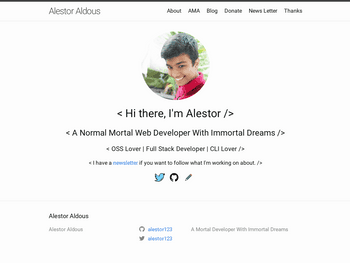 Alestor Aldous
About AMA Blog Donate News Letter Thanks
< Hi there, I'm Alestor />
< A Normal Mortal Web Developer With Immortal Dreams />
< OSS Lover | Full Stack Developer | CLI Lover />
< I have a newsletter if you want to follow what I'm working on about. />
Alestor Aldous
Alestor Aldous
alestor123
alextor123
A Mortal Developer With Immortal Dreams